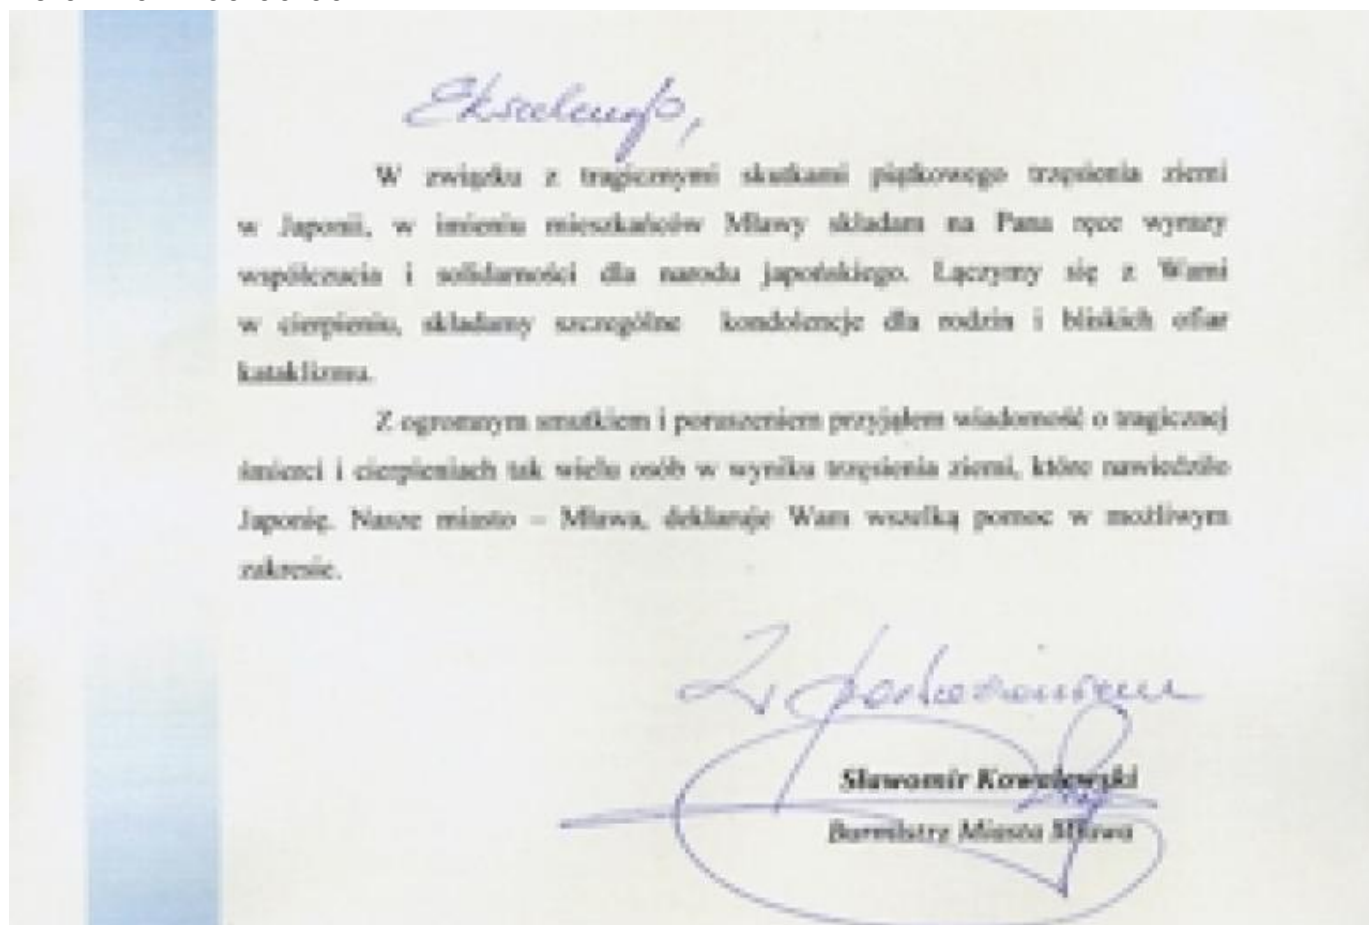 Ekscelencjo,
W związku z tragicznymi skutkami piątkowego trzęsienia ziemi
w Japonii, w imieniu mieszkańców Mławy składam na Pana ręce wyrazy
współczucia i solidarności dla narodu japońskiego. Łączymy się z Wami
w cierpieniu, składamy szczególne kondolencje dla rodzin i bliskich ofiar
kataklizmu.
Z ogromnym smutkiem i poruszeniem przyjąłem wiadomość o tragicznej
śmierci i cierpieniach tak wielu osób w wyniku trzęsienia ziemi, które nawiedziło
Japonię. Nasze miasto – Mława, deklaruje Wam wszelką pomoc w możliwym
zakresie.
Z poważaniem
Sławomir Kowalewski
Burmistrz Miasta Mława